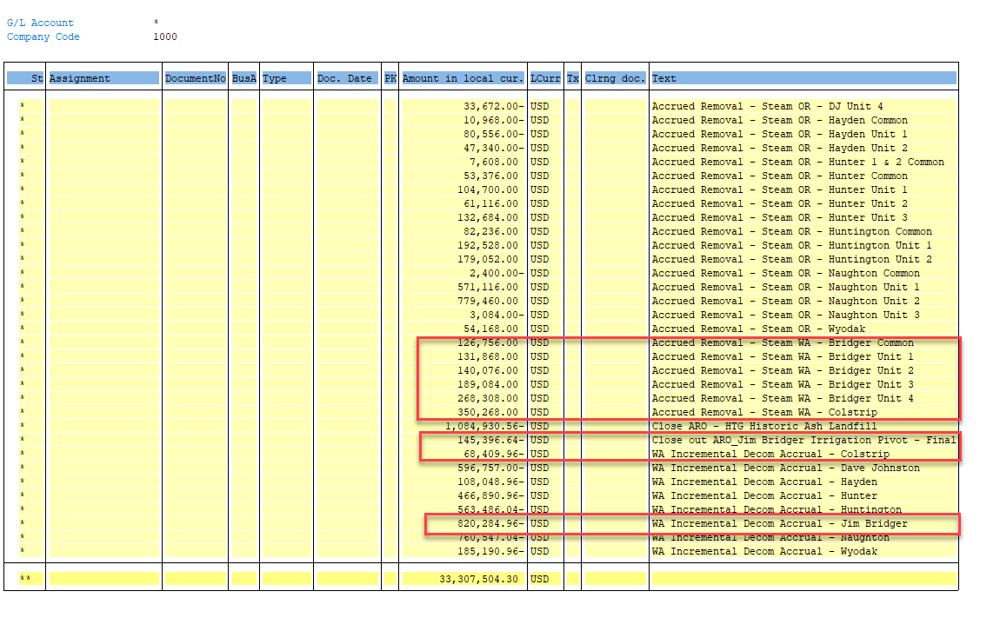 G/L Account *
Company Code 1000
St Assignment DocumentNo BusA Type Doc. Date PK Amount in local cur. LCurr Tx Clrng doc. Text
* 33,672.00- USD Accrued Removal - Steam OR - DJ Unit 4
* 10,968.00- USD Accrued Removal - Steam OR - Hayden Common
* 80,556.00- USD Accrued Removal - Steam OR - Hayden Unit 1
* 47,340.00- USD Accrued Removal - Steam OR - Hayden Unit 2
* 7,608.00 USD Accrued Removal - Steam OR - Hunter 1 & 2 Common
* 53,376.00 USD Accrued Removal - Steam OR - Hunter Common
* 104,700.00 USD Accrued Removal - Steam OR - Hunter Unit 1
* 61,116.00 USD Accrued Removal - Steam OR - Hunter Unit 2
* 132,684.00 USD Accrued Removal - Steam OR - Hunter Unit 3
* 82,236.00 USD Accrued Removal - Steam OR - Huntington Common
* 192,528.00 USD Accrued Removal - Steam OR - Huntington Unit 1
* 179,052.00 USD Accrued Removal - Steam OR - Huntington Unit 2
* 2,400.00- USD Accrued Removal - Steam OR - Naughton Common
* 571,116.00 USD Accrued Removal - Steam OR - Naughton Unit 1
* 779,460.00 USD Accrued Removal - Steam OR - Naughton Unit 2
* 3,084.00- USD Accrued Removal - Steam OR - Naughton Unit 3
* 54,168.00 USD Accrued Removal - Steam OR - Wyodak
* 126,756.00 USD Accrued Removal - Steam WA - Bridger Common
* 131,868.00 USD Accrued Removal - Steam WA - Bridger Unit 1
* 140,076.00 USD Accrued Removal - Steam WA - Bridger Unit 2
* 189,084.00 USD Accrued Removal - Steam WA - Bridger Unit 3
* 268,308.00 USD Accrued Removal - Steam WA - Bridger Unit 4
* 350,268.00 USD Accrued Removal - Steam WA - Colstrip
* 1,084,930.56- USD Close ARO - HTG Historic Ash Landfill
* 145,396.64- USD Close out ARO_Jim Bridger Irrigation Pivot - Final
* 68,409.96- USD WA Incremental Decom Accrual - Colstrip
* 596,757.00- USD WA Incremental Decom Accrual - Dave Johnston
* 108,048.96- USD WA Incremental Decom Accrual - Hayden
* 466,890.96- USD WA Incremental Decom Accrual - Hunter
* 563,486.04- USD WA Incremental Decom Accrual - Huntington
* 820,284.96- USD WA Incremental Decom Accrual - Jim Bridger
* 760,547.04- USD WA Incremental Decom Accrual - Naughton
* 185,190.96- USD WA Incremental Decom Accrual - Wyodak
** 33,307,504.30 USD